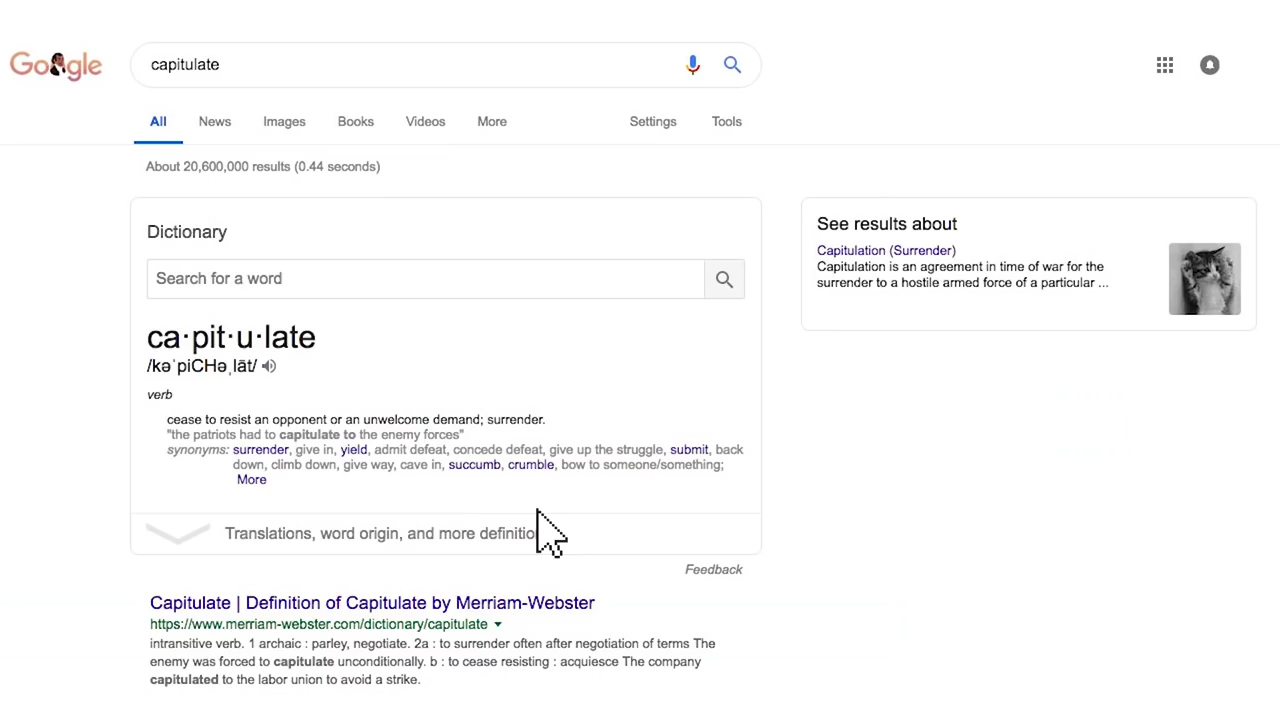 Google
capitulate
All News Images Books Videos More Settings Tools
About 20,600,000 results (0.44 seconds)
Dictionary
Search for a word
ca·pit·u·late
/kəˈpiCHəˌlāt/
verb
cease to resist an opponent or an unwelcome demand; surrender.
"the patriots had to capitulate to the enemy forces"
synonyms: surrender, give in, yield, admit defeat, concede defeat, give up the struggle, submit, back
down, climb down, give way, cave in, succumb, crumble, bow to someone/something;
More
Translations, word origin, and more
Feedback
See results about
Capitulation (Surrender)
Capitulation is an agreement in time of war for the
surrender to a hostile armed force of a particular ...
Capitulate | Definition of Capitulate by Merriam-Webster
https://www.merriam-webster.com/dictionary/capitulate
intransitive verb. 1 archaic : parley, negotiate. 2a : to surrender often after negotiation of terms The
enemy was forced to capitulate unconditionally. b : to cease resisting : acquiesce The company
capitulated to the labor union to avoid a strike.